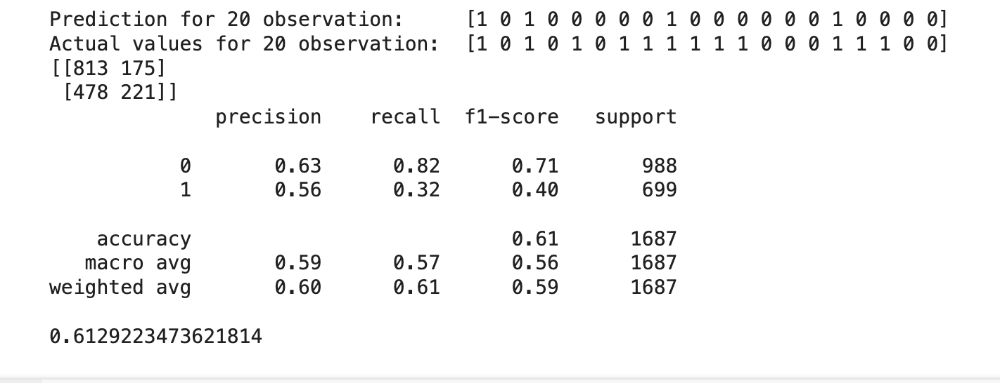 Prediction for 20 observation:     [1 0 1 0 0 0 0 0 1 0 0 0 0 0 0 1 0 0 0 0]
Actual values for 20 observation:  [1 0 1 0 1 0 1 1 1 1 1 1 0 0 0 1 1 1 0 0]
[[813 175]
 [478 221]]
              precision    recall  f1-score   support
           0       0.63      0.82      0.71       988
           1       0.56      0.32      0.40       699
    accuracy                           0.61      1687
   macro avg       0.59      0.57      0.56      1687
weighted avg       0.60      0.61      0.59      1687
0.6129223473621814